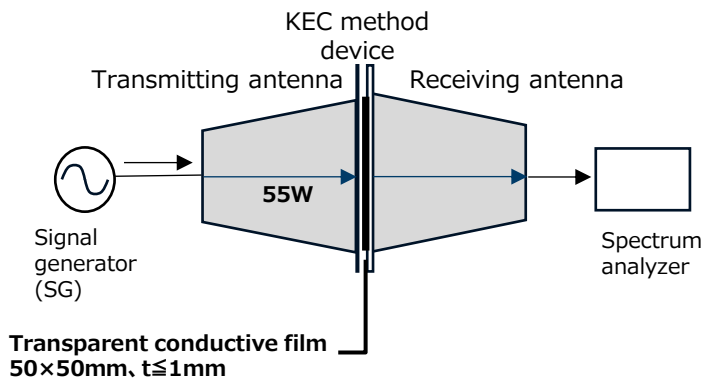 KEC method
device
Transmitting antenna
Receiving antenna
55W
Signal
generator
(SG)
Spectrum
analyzer
Transparent conductive film
50×50mm、t≦1mm